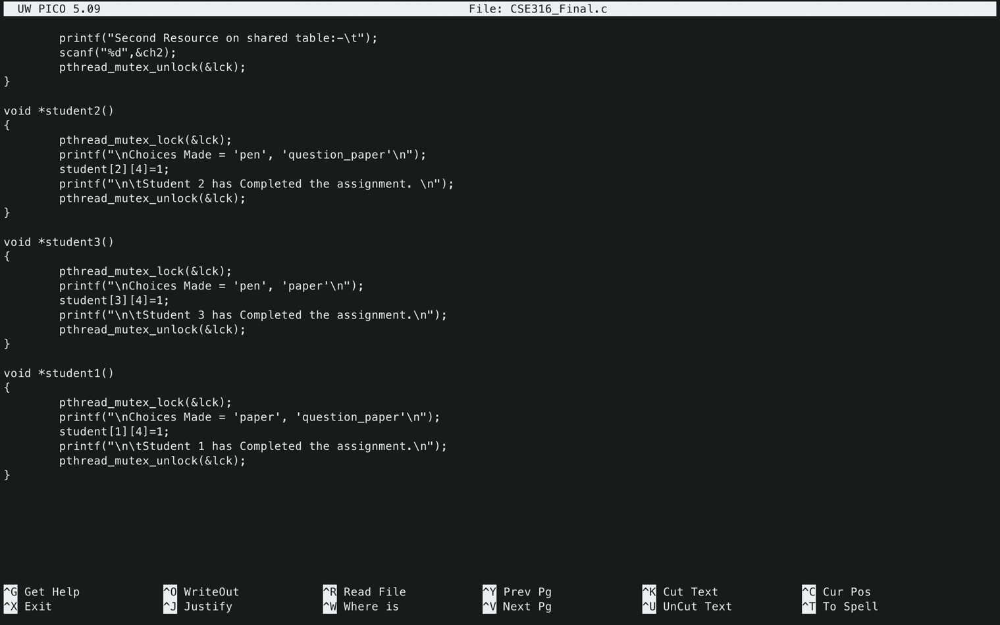 UW PICO 5.09 File: CSE316_Final.c
printf("Second Resource on shared table:-\t");
scanf("%d",&ch2);
pthread_mutex_unlock(&lck);
}
void *student2()
{
pthread_mutex_lock(&lck);
printf("\nChoices Made = 'pen', 'question_paper'\n");
student[2][4]=1;
printf("\n\tStudent 2 has Completed the assignment. \n");
pthread_mutex_unlock(&lck);
}
void *student3()
{
pthread_mutex_lock(&lck);
printf("\nChoices Made = 'pen', 'paper'\n");
student[3][4]=1;
printf("\n\tStudent 3 has Completed the assignment.\n");
pthread_mutex_unlock(&lck);
}
void *student1()
{
pthread_mutex_lock(&lck);
printf("\nChoices Made = 'paper', 'question_paper'\n");
student[1][4]=1;
printf("\n\tStudent 1 has Completed the assignment.\n");
pthread_mutex_unlock(&lck);
}
^G Get Help ^O WriteOut ^R Read File ^Y Prev Pg ^K Cut Text ^C Cur Pos
^X Exit ^J Justify ^W Where is ^V Next Pg ^U UnCut Text ^T To Spell